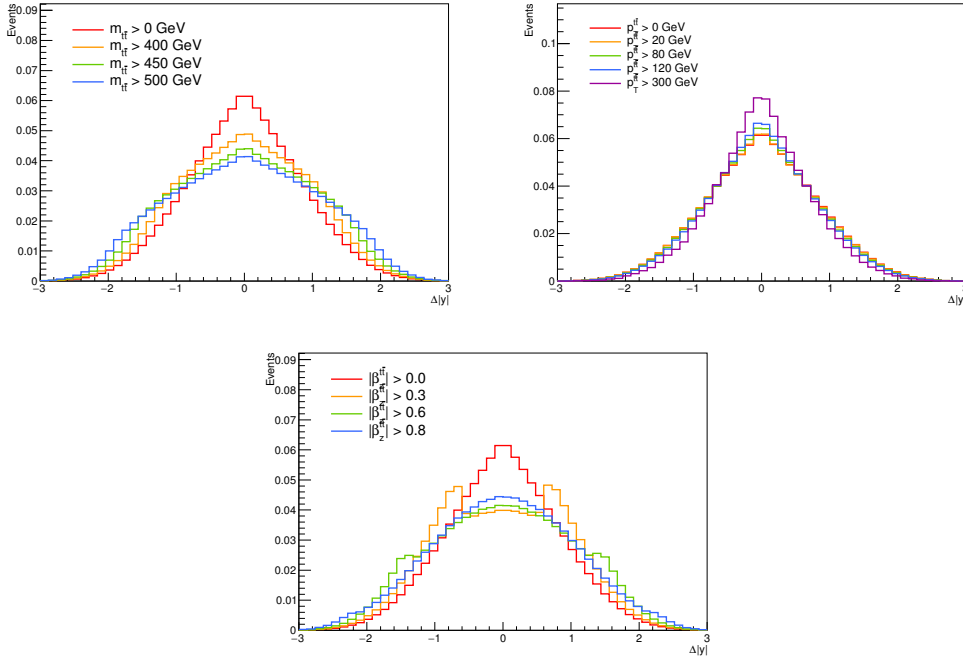 Events
0.09
0.08
0.07
0.06
0.05
0.04
0.03
0.02
0.01
0
−3 −2 −1 0 1 2 3
Δ|y|
m_tt̄ > 0 GeV
m_tt̄ > 400 GeV
m_tt̄ > 450 GeV
m_tt̄ > 500 GeV
Events
0.1
0.08
0.06
0.04
0.02
0
−3 −2 −1 0 1 2 3
Δ|y|
p_T^tt̄ > 0 GeV
p_T^tt̄ > 20 GeV
p_T^tt̄ > 80 GeV
p_T^tt̄ > 120 GeV
p_T^tt̄ > 300 GeV
Events
0.09
0.08
0.07
0.06
0.05
0.04
0.03
0.02
0.01
0
−3 −2 −1 0 1 2 3
Δ|y|
|β_z^tt̄| > 0.0
|β_z^tt̄| > 0.3
|β_z^tt̄| > 0.6
|β_z^tt̄| > 0.8